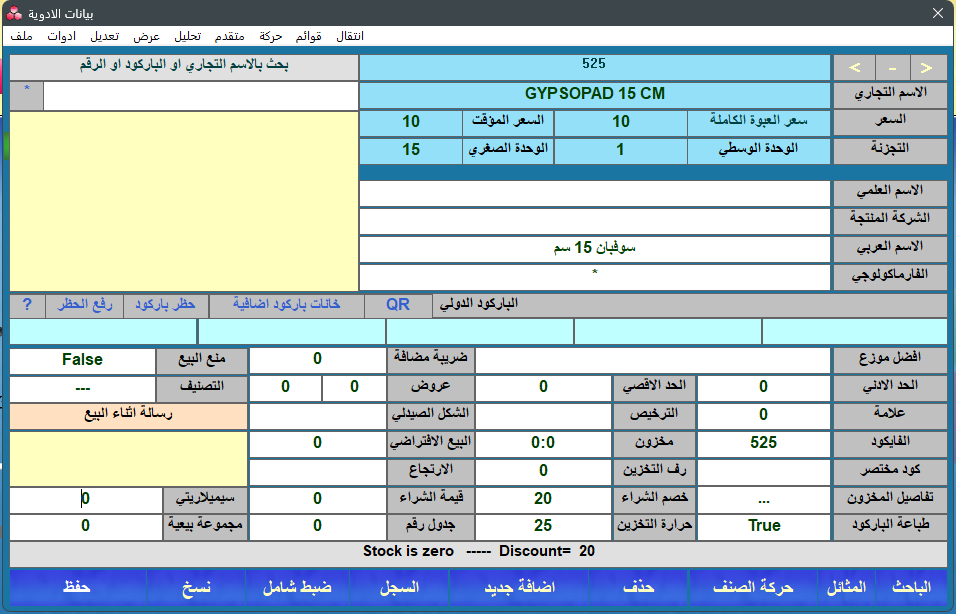 بيانات الادوية
ملف ادوات تعديل عرض تحليل متقدم حركة قوائم انتقال
< - > 525 بحث بالاسم التجاري او الباركود او الرقم
الاسم التجاري GYPSOPAD 15 CM *
السعر سعر العبوة الكاملة 10 السعر المؤقت 10
التجزئة الوحدة الوسطي 1 الوحدة الصغري 15
الاسم العلمي
الشركة المنتجة
الاسم العربي سوفبان 15 سم
الفارماكولوجي *
الباركود الدولي QR خانات باركود اضافية حظر باركود رفع الحظر ?
افضل موزع ضريبة مضافة 0 منع البيع False
الحد الادني 0 الحد الاقصي 0 عروض 0 0 التصنيف ---
علامة 0 الترخيص الشكل الصيدلي رسالة اثناء البيع
الفايكود 525 مخزون 0:0 البيع الافتراضي 0
كود مختصر رف التخزين 0 الارتجاع
تفاصيل المخزون ... خصم الشراء 20 قيمة الشراء 0 سيميلاريتي 0
طباعة الباركود True حرارة التخزين 25 جدول رقم 0 مجموعة بيعية 0
Stock is zero ----- Discount= 20
الباحث المثائل حركة الصنف حذف اضافة جديد السجل ضبط شامل نسخ حفظ